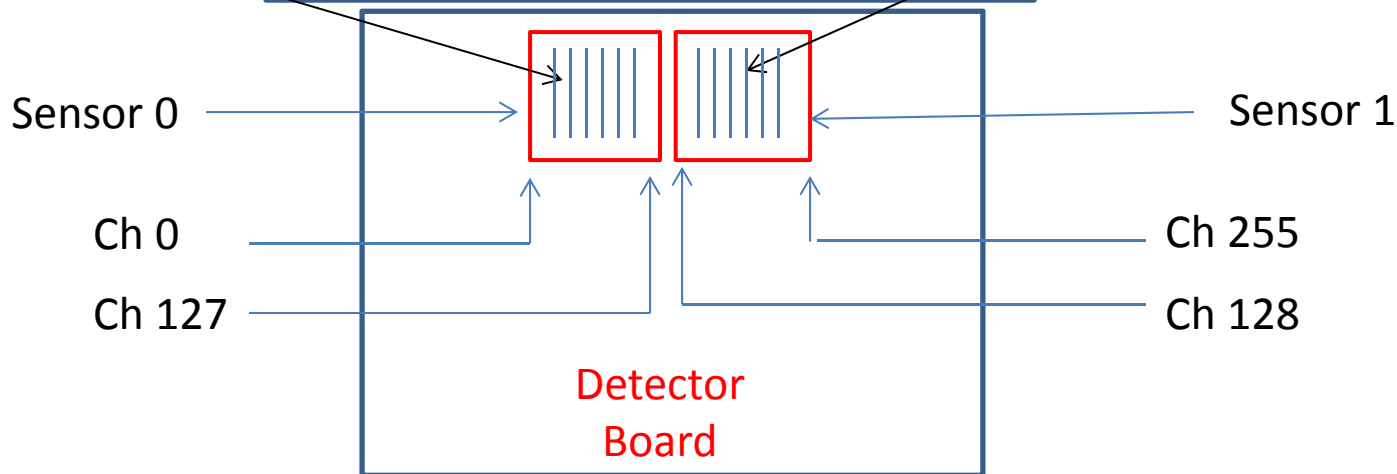 Sensor 0
Sensor 1
Ch 0
Ch 255
Ch 127
Ch 128
Detector
Board